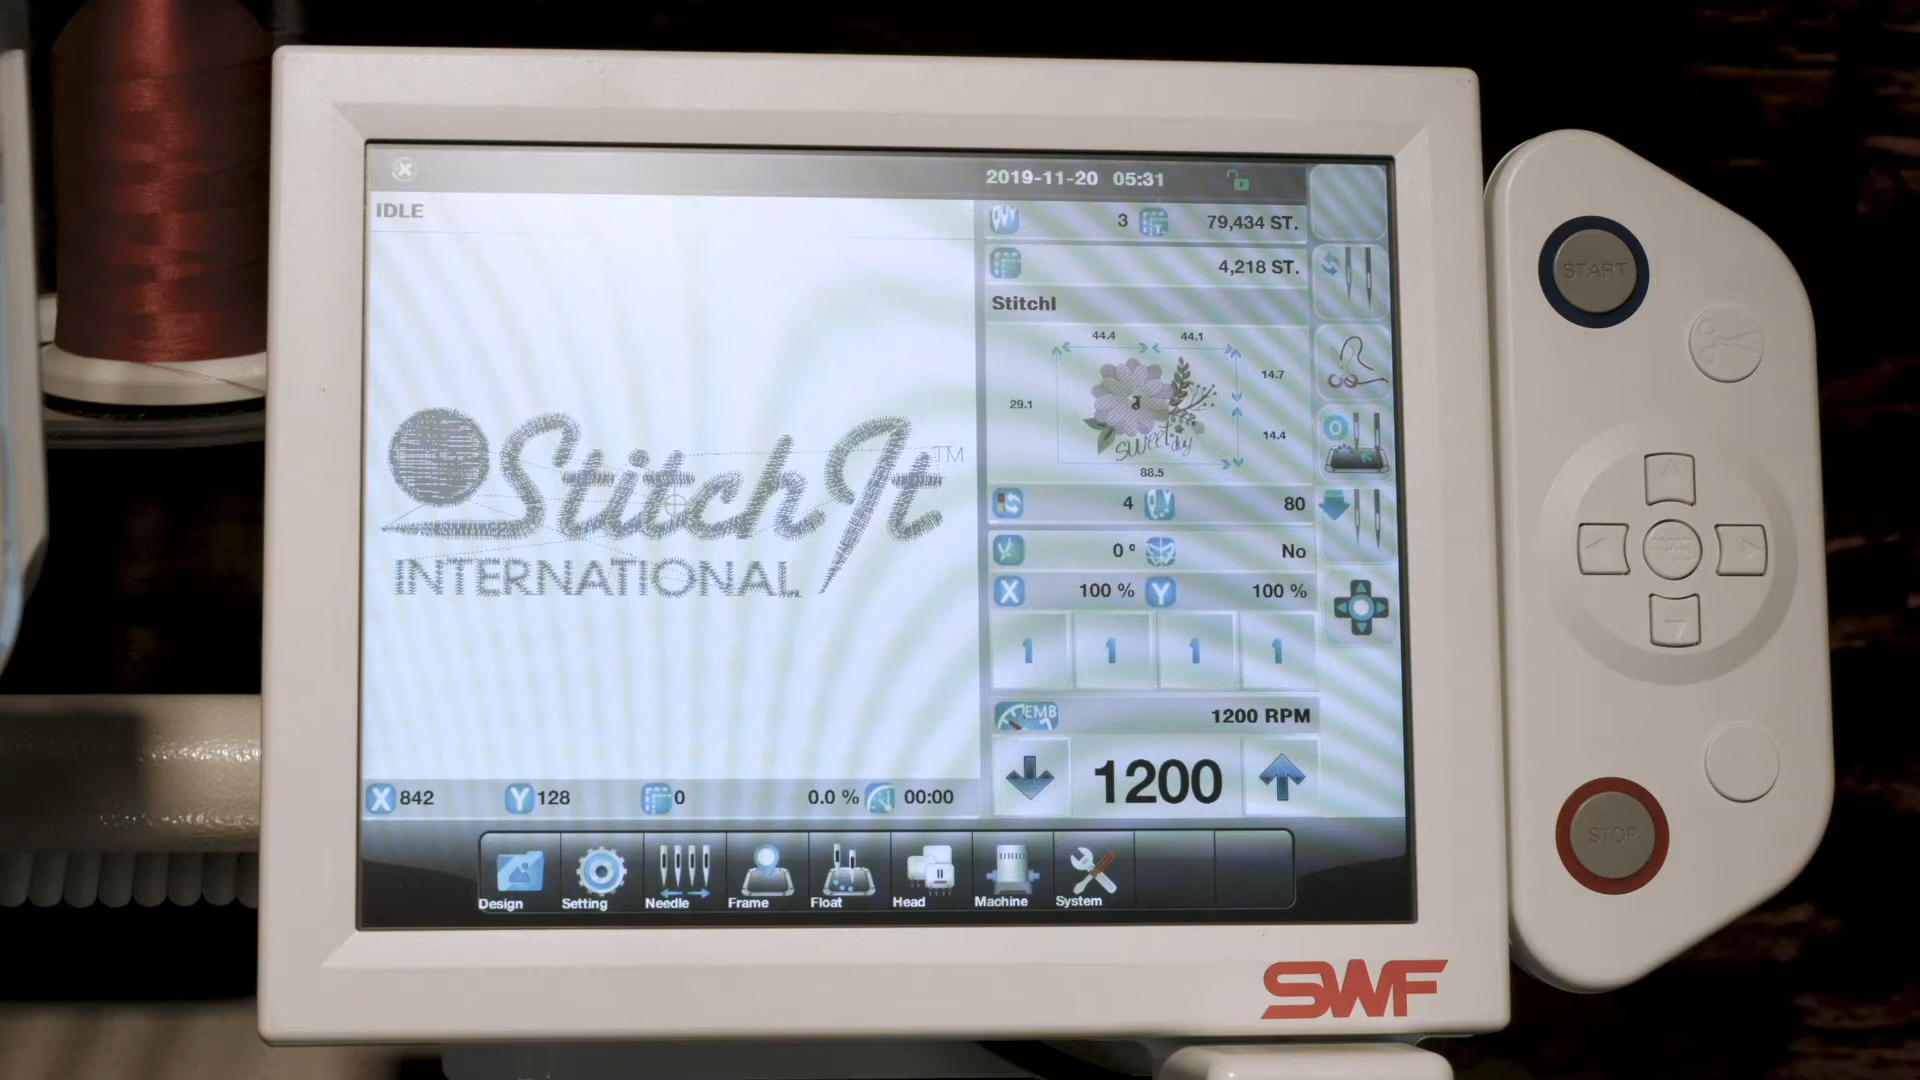 2019-11-20 05:31
IDLE
3 79,434 ST.
4,218 ST.
StitchI
44.4 44.1
14.7
29.1
14.4
sweet day
88.5
4 80
0° No
X 100 % Y 100 %
1 1 1 1
EMB 1200 RPM
1200
StitchIt™
INTERNATIONAL
X 842 Y 128 0 0.0 % 00:00
Design Setting Needle Frame Float Head Machine System
SWF
START
STOP